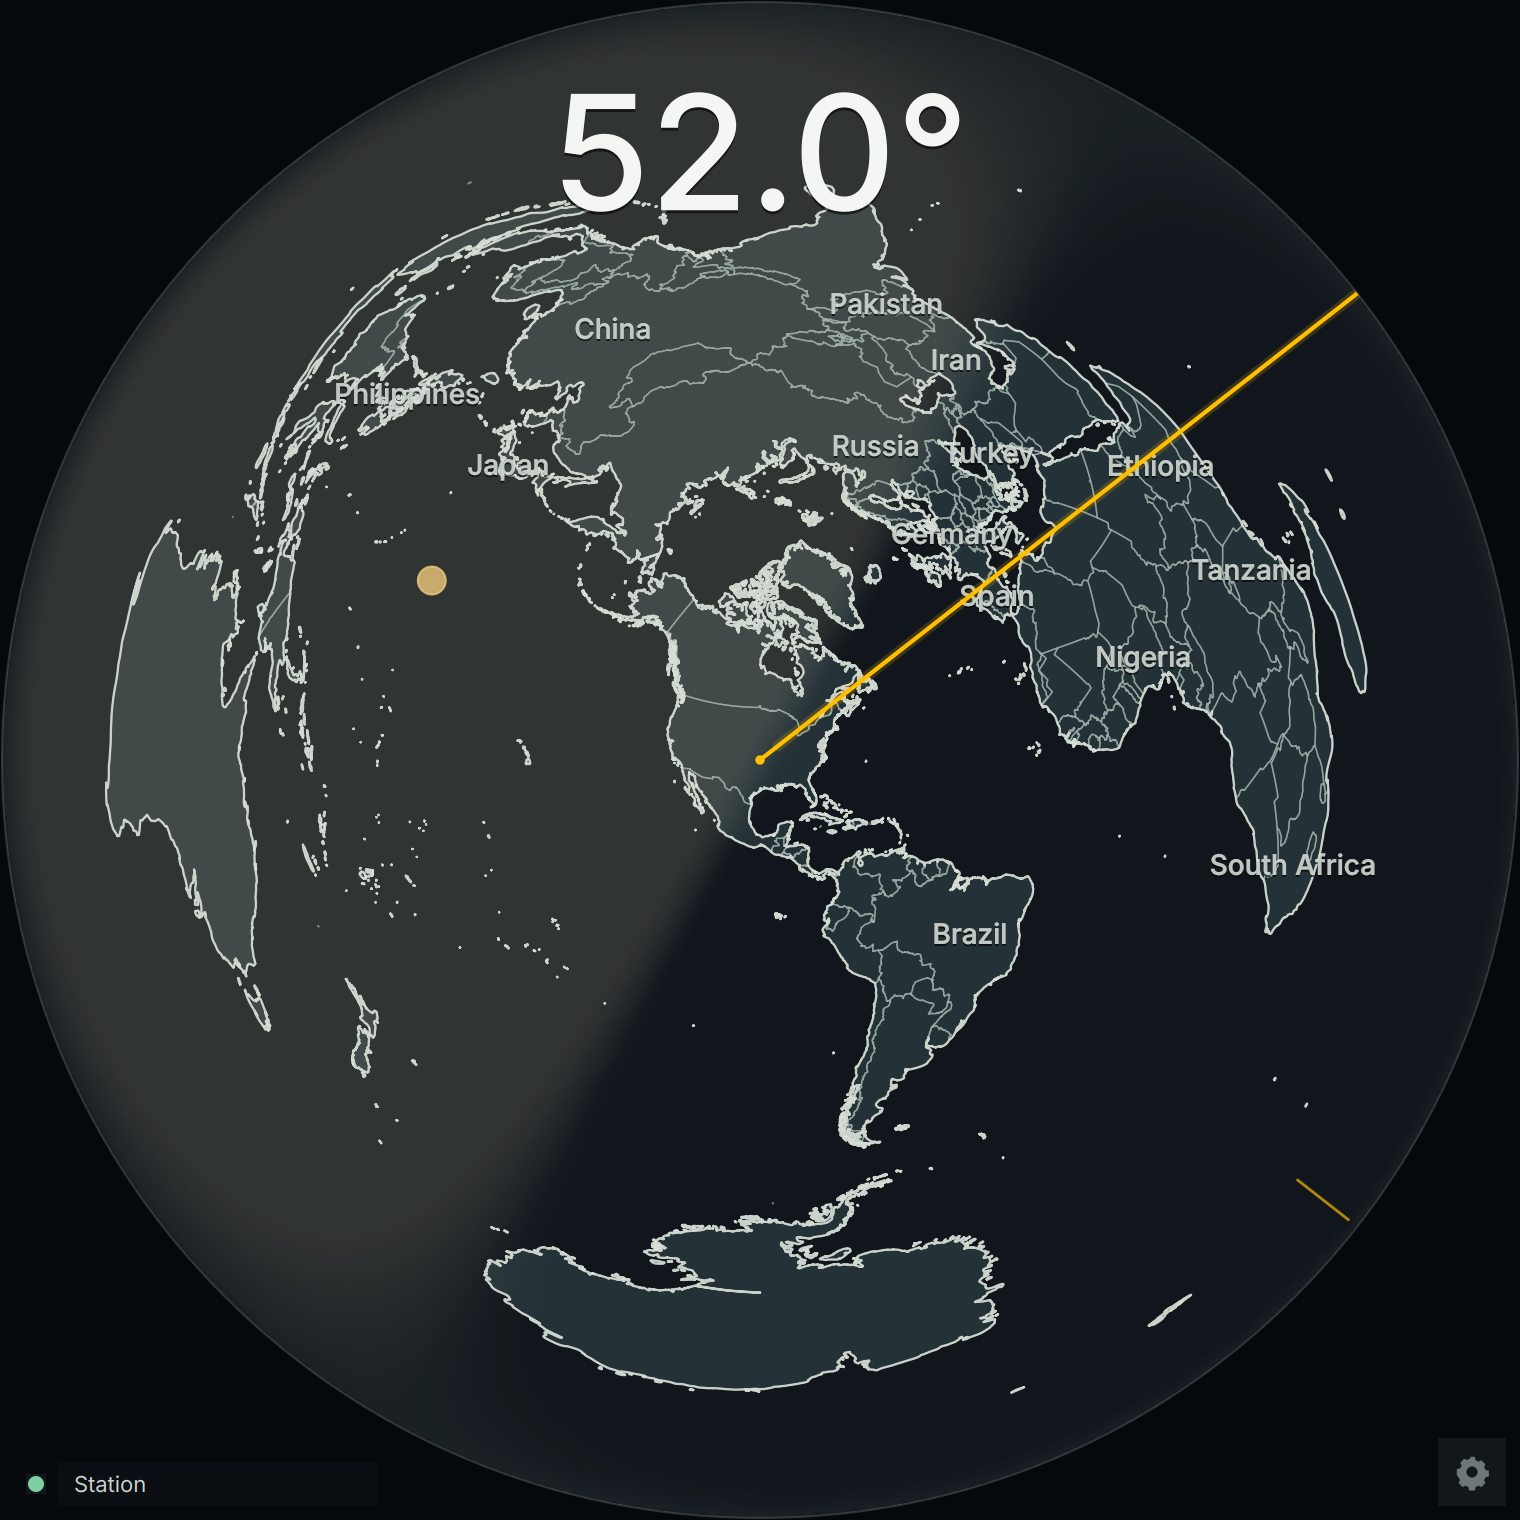 52.0°
Pakistan
China
Iran
Philippines
Russia
Turkey
Japan
Ethiopia
Germany
Tanzania
Spain
Nigeria
South Africa
Brazil
Station